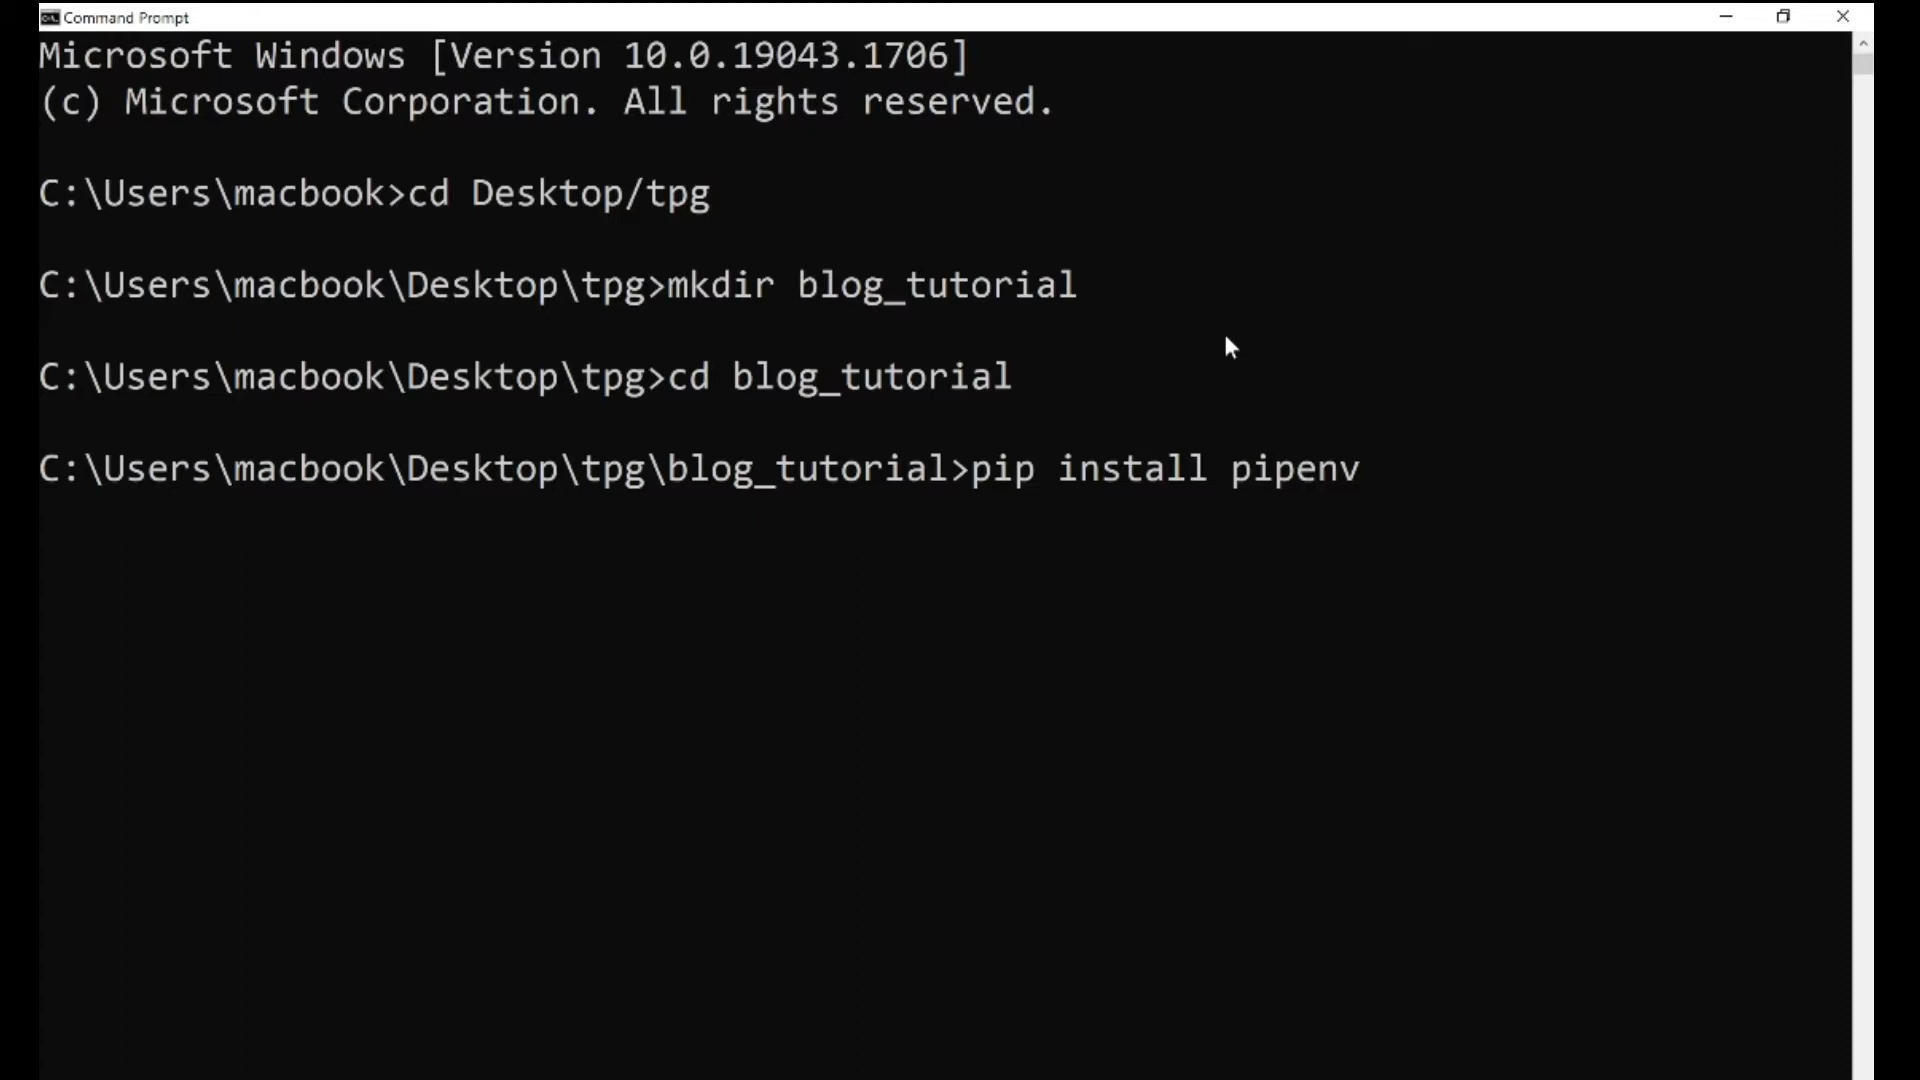 Command Prompt
Microsoft Windows [Version 10.0.19043.1706]
(c) Microsoft Corporation. All rights reserved.
C:\Users\macbook>cd Desktop/tpg
C:\Users\macbook\Desktop\tpg>mkdir blog_tutorial
C:\Users\macbook\Desktop\tpg>cd blog_tutorial
C:\Users\macbook\Desktop\tpg\blog_tutorial>pip install pipenv